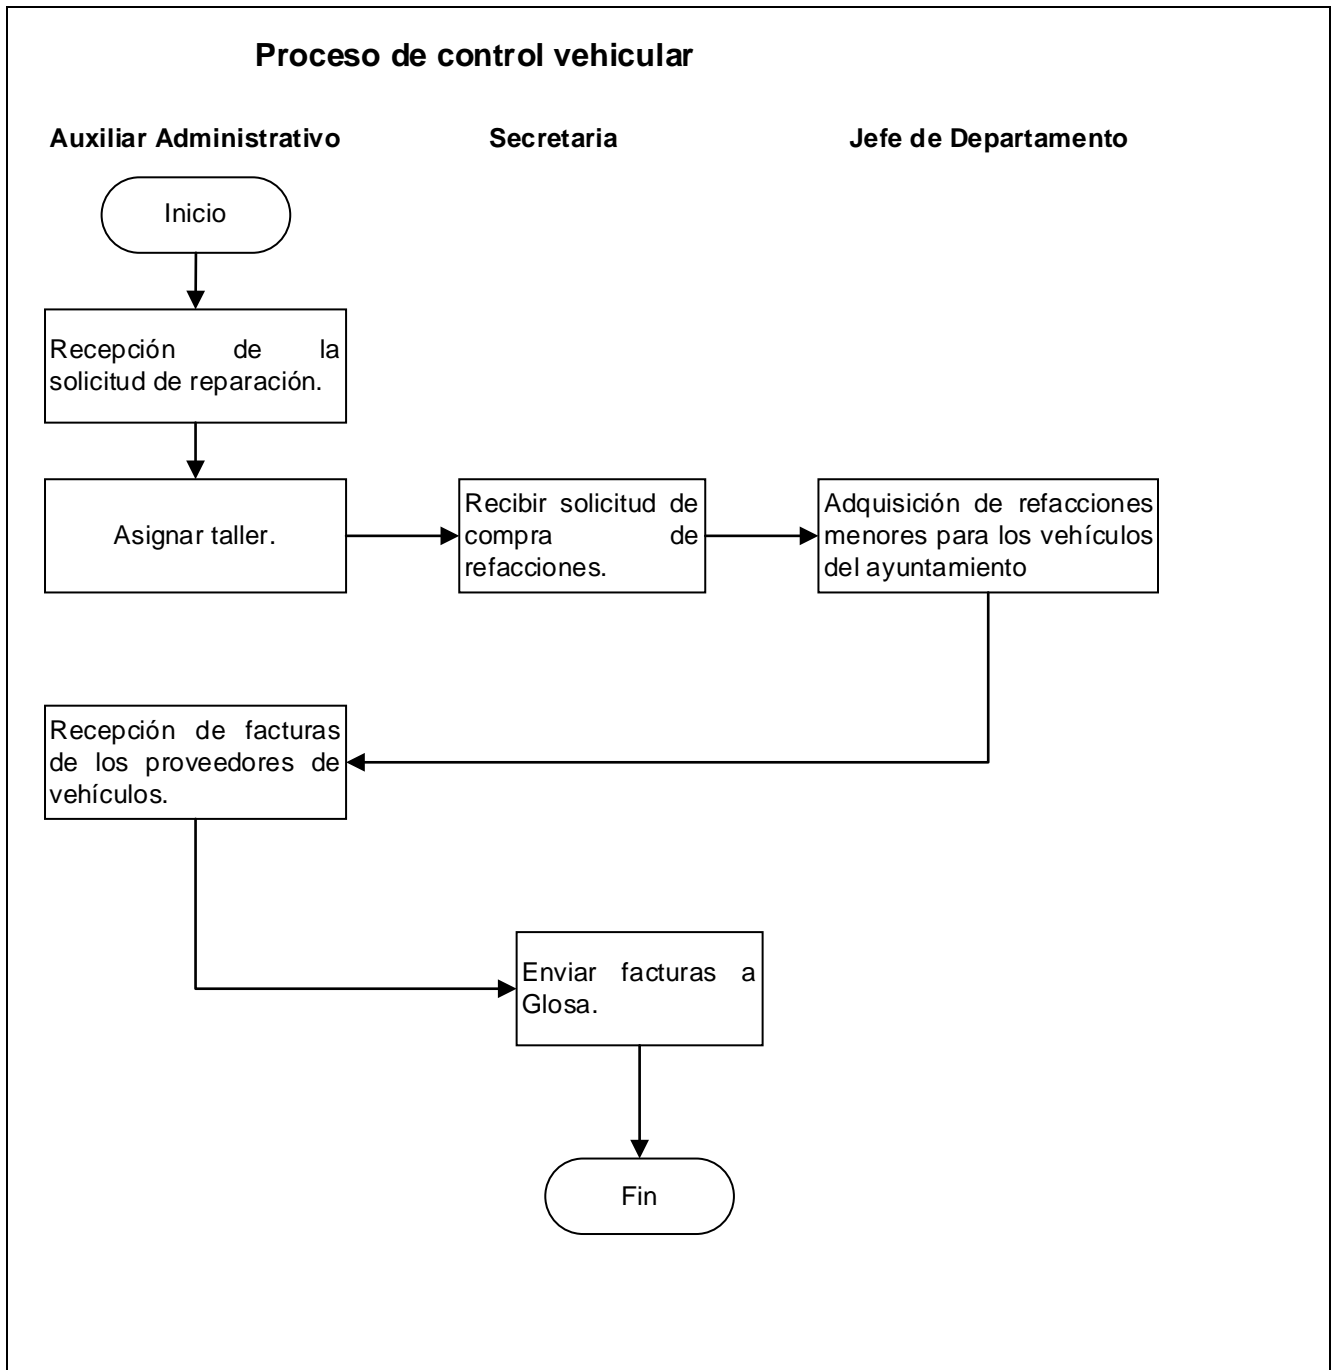 Proceso de control vehicular
Auxiliar Administrativo
Secretaria
Jefe de Departamento
Inicio
Recepción de la
solicitud de reparación.
Asignar taller.
Recibir solicitud de
compra de
refacciones.
Adquisición de refacciones
menores para los vehículos
del ayuntamiento
Recepción de facturas
de los proveedores de
vehículos.
Enviar facturas a
Glosa.
Fin